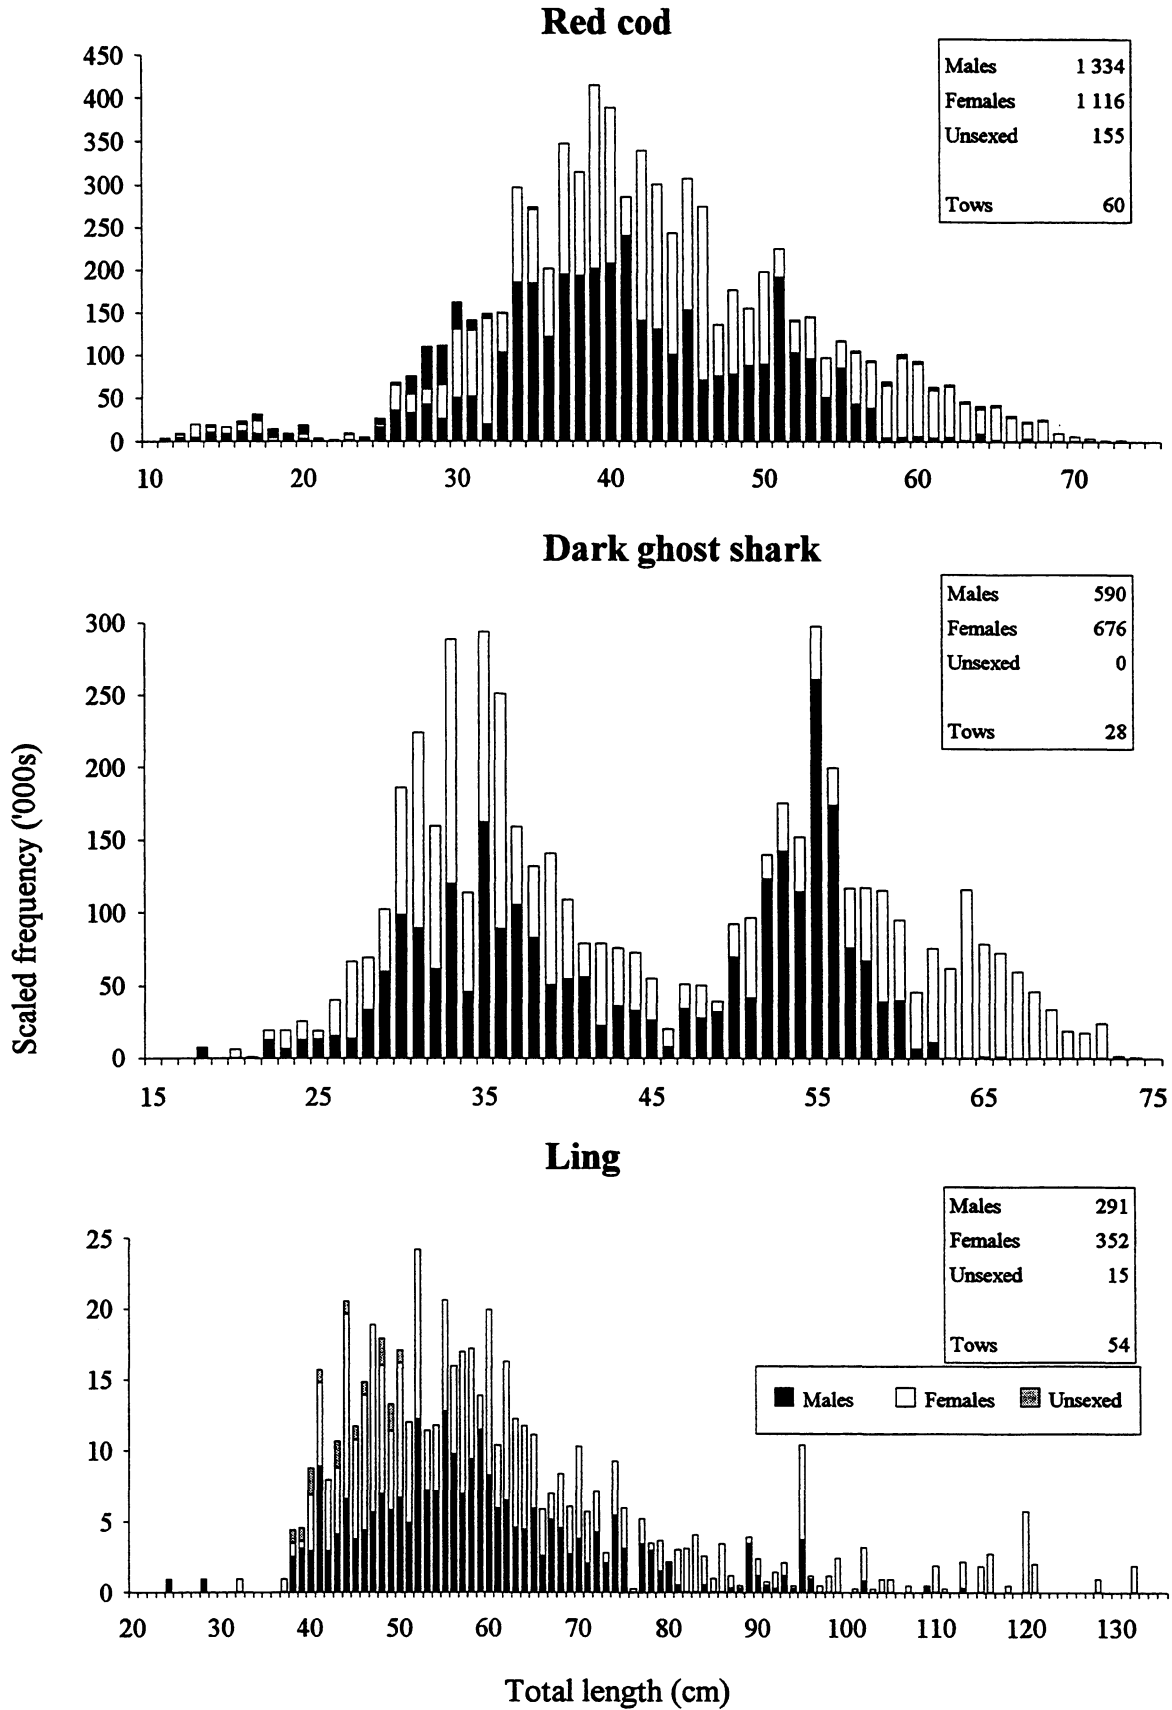 Red cod
450
400
350
300
250
200
150
100
50
0
10 20 30 40 50 60 70
Males 1 334
Females 1 116
Unsexed 155
Tows 60
Dark ghost shark
Scaled frequency ('000s)
300
250
200
150
100
50
0
15 25 35 45 55 65 75
Males 590
Females 676
Unsexed 0
Tows 28
Ling
25
20
15
10
5
0
20 30 40 50 60 70 80 90 100 110 120 130
Males 291
Females 352
Unsexed 15
Tows 54
Males Females Unsexed
Total length (cm)